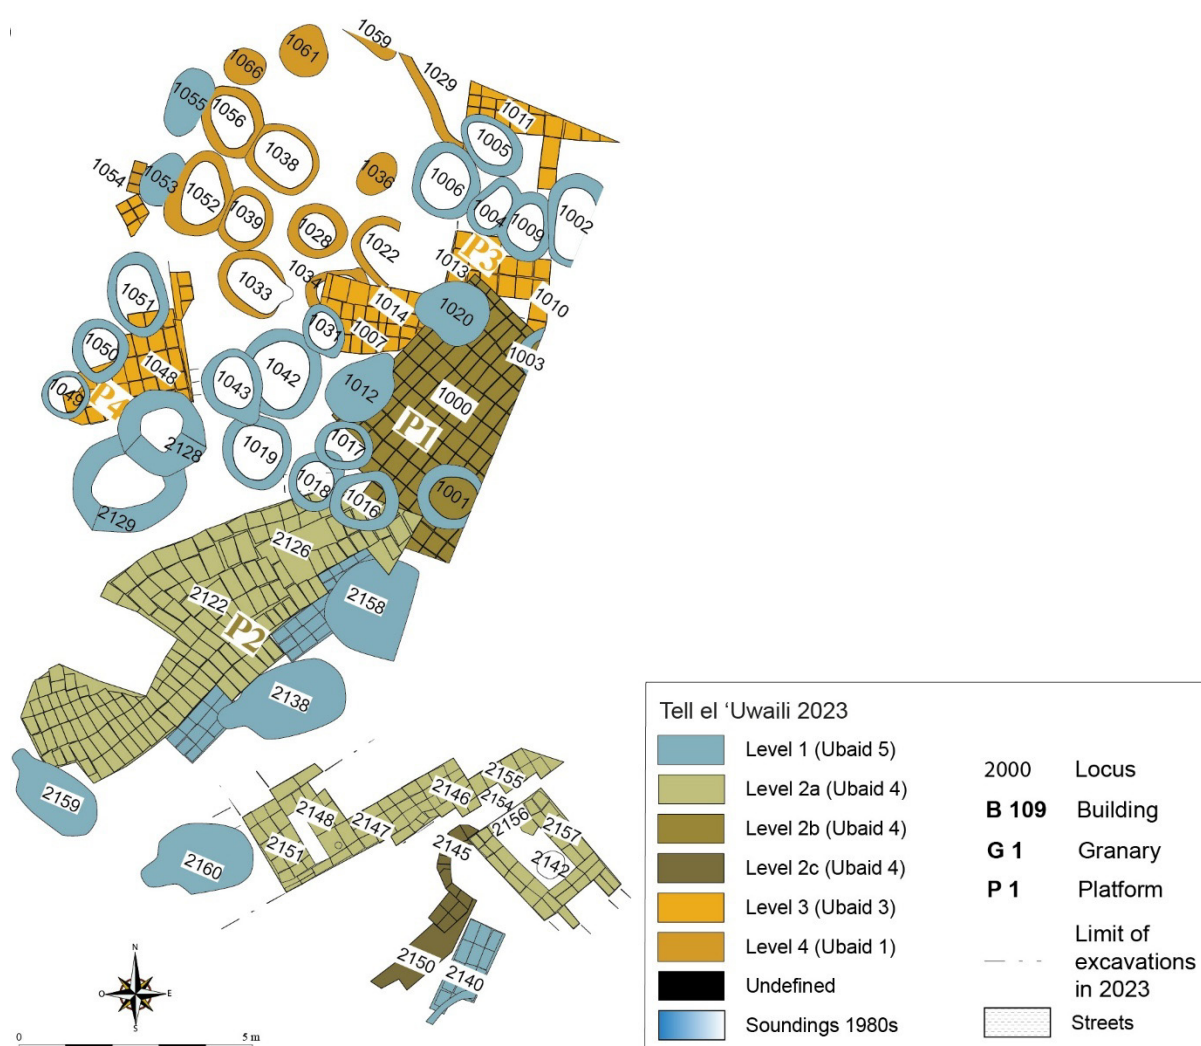 1059
1061
1066
1029
1055
1056
1011
1005
1038
1054
1053
1036
1006
1052
1039
1004
1009
1002
1028
1022
P3
1013
1034
1033
1051
1014
1020
1010
1031
1007
1050
1003
1048
1042
1043
1012
1000
1049
P4
P1
2128
1019
1017
1018
1016
1001
2129
2126
2122
2158
P2
2138
2159
2155
2146
2154
2148
2147
2156
2157
2151
2145
2142
2160
2150
2140
N
O
E
S
0
5 m
Tell el ‘Uwaili 2023
Level 1 (Ubaid 5)
Level 2a (Ubaid 4)
Level 2b (Ubaid 4)
Level 2c (Ubaid 4)
Level 3 (Ubaid 3)
Level 4 (Ubaid 1)
Undefined
Soundings 1980s
2000 Locus
B 109 Building
G 1 Granary
P 1 Platform
Limit of
excavations
in 2023
Streets